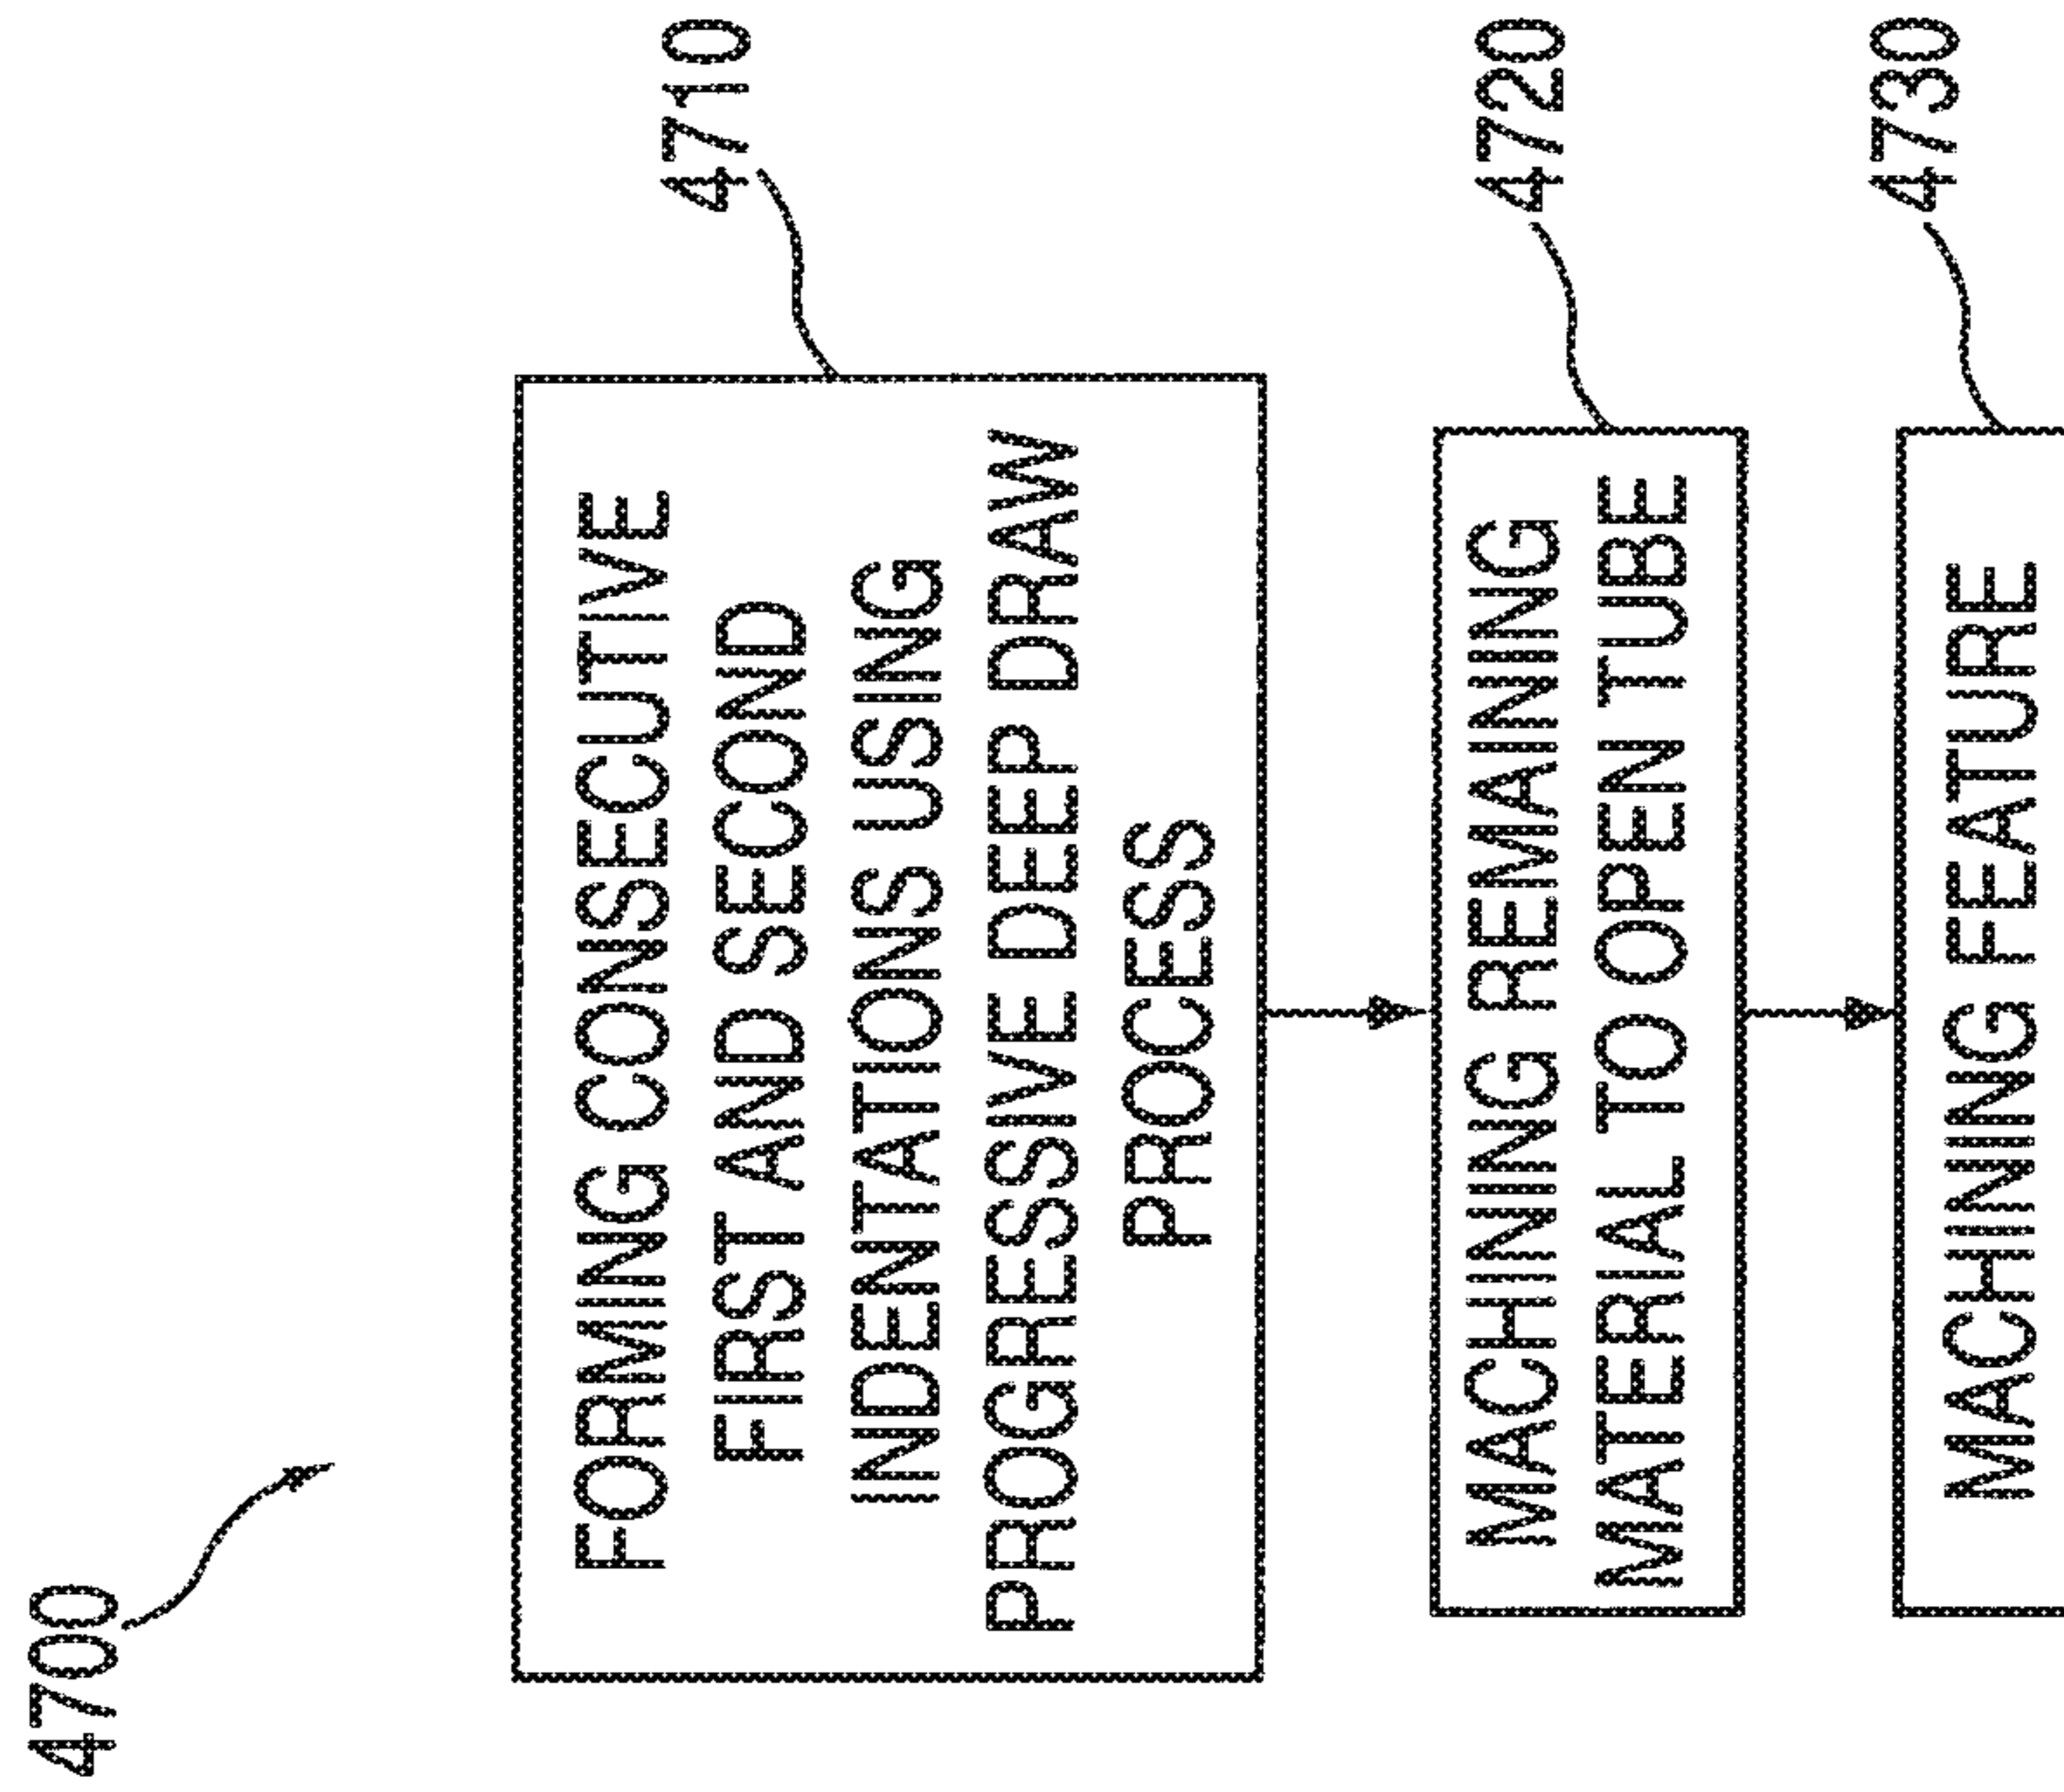 4700
4710
FORMING CONSECUTIVE
FIRST AND SECOND
INDENTATIONS USING
PROGRESSIVE DEEP DRAW
PROCESS
4720
MACHINING REMAINING
MATERIAL TO OPEN TUBE
4730
MACHINING FEATURE